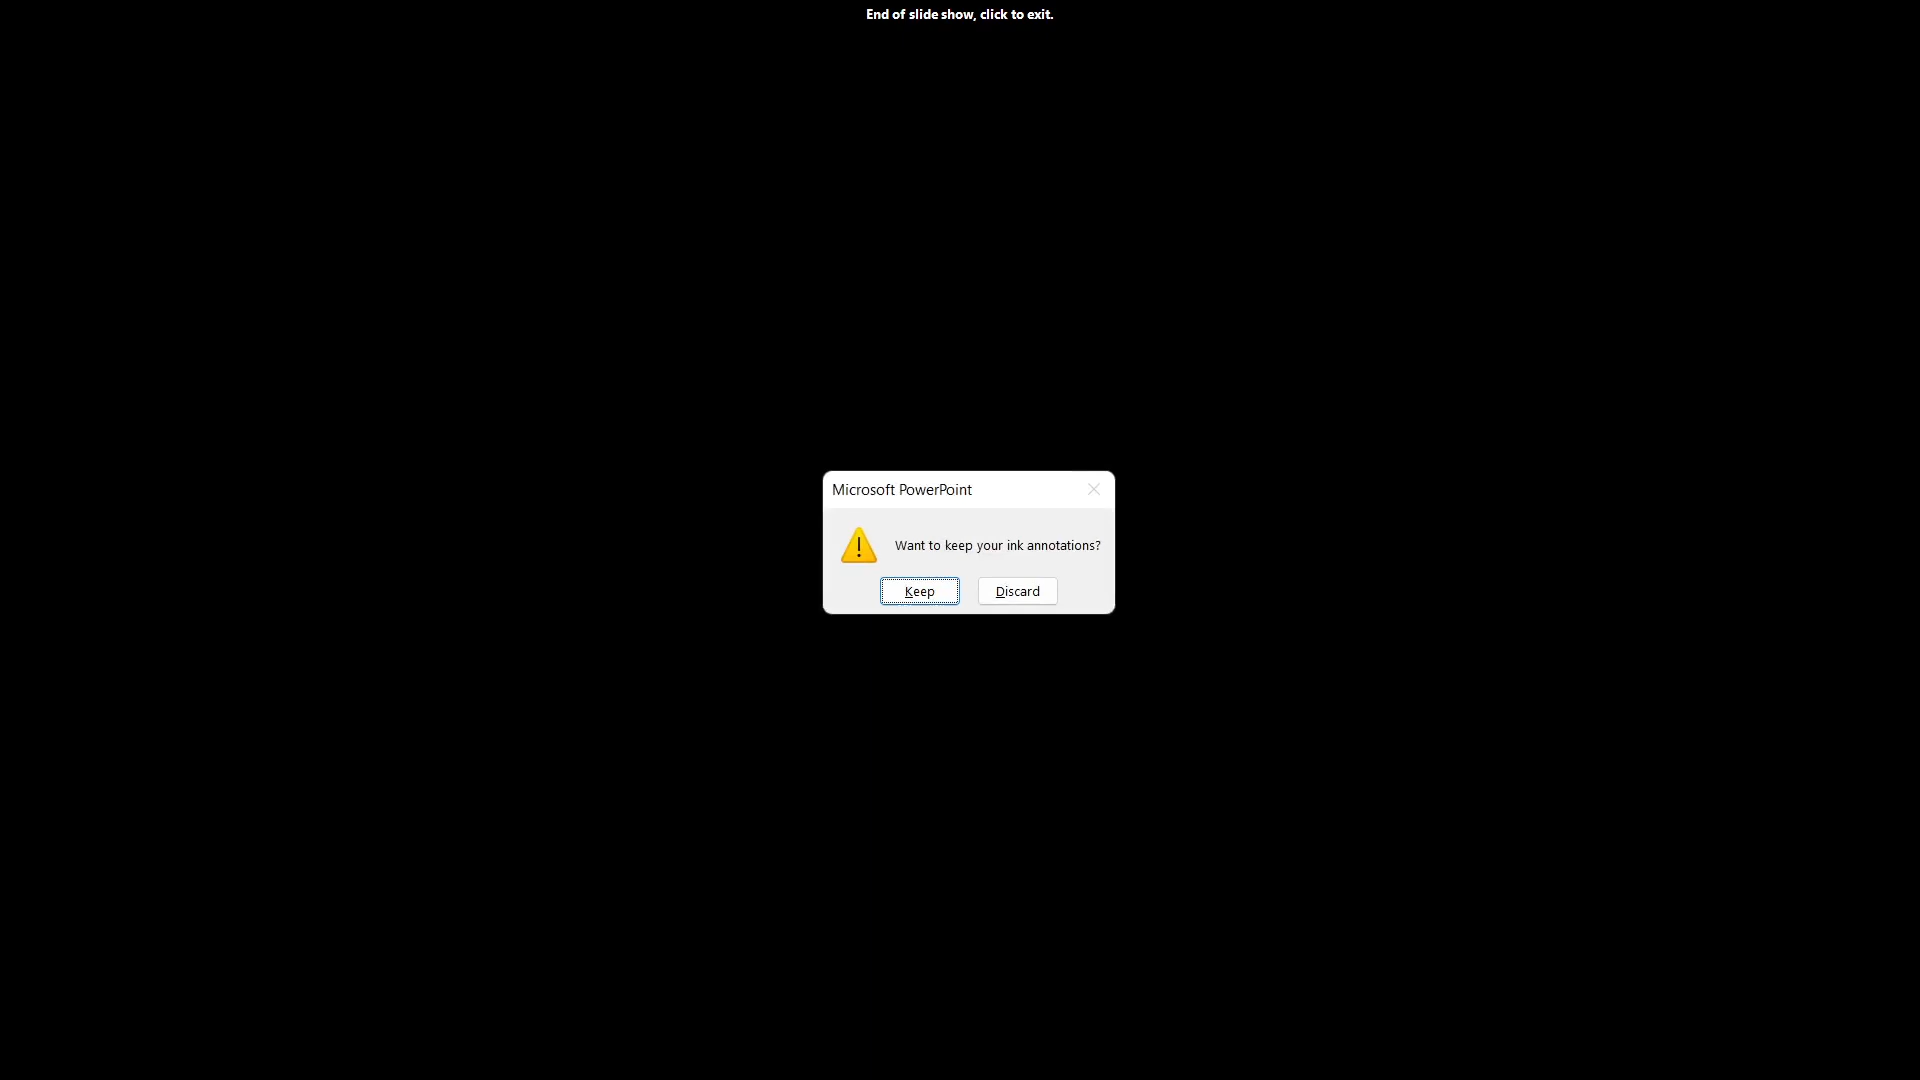 End of slide show, click to exit.
Microsoft PowerPoint
Want to keep your ink annotations?
Keep
Discard